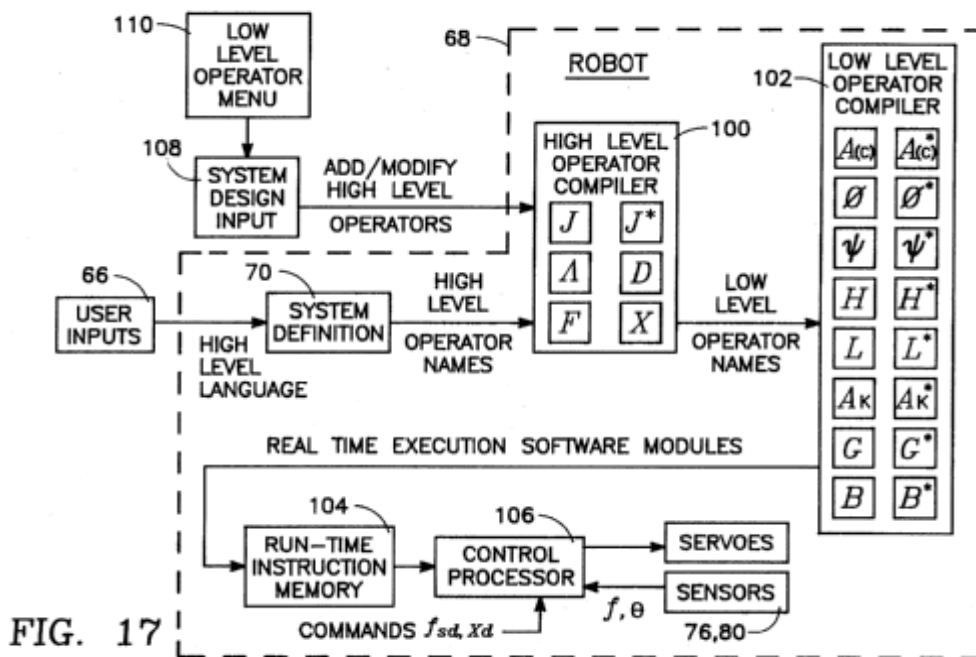 110
LOW
LEVEL
OPERATOR
MENU
108
SYSTEM
DESIGN
INPUT
ADD/MODIFY
HIGH LEVEL
OPERATORS
68
ROBOT
100
HIGH LEVEL
OPERATOR
COMPILER
J J*
Λ D
F X
102
LOW LEVEL
OPERATOR
COMPILER
A(C) A(C)*
Ø Ø*
Ψ Ψ*
H H*
L L*
AK AK*
G G*
B B*
66
USER
INPUTS
HIGH
LEVEL
LANGUAGE
70
SYSTEM
DEFINITION
HIGH
LEVEL
OPERATOR
NAMES
LOW
LEVEL
OPERATOR
NAMES
REAL TIME EXECUTION SOFTWARE MODULES
104
RUN-TIME
INSTRUCTION
MEMORY
106
CONTROL
PROCESSOR
SERVOES
SENSORS
f, θ
76,80
COMMANDS fsd, Xd
FIG. 17